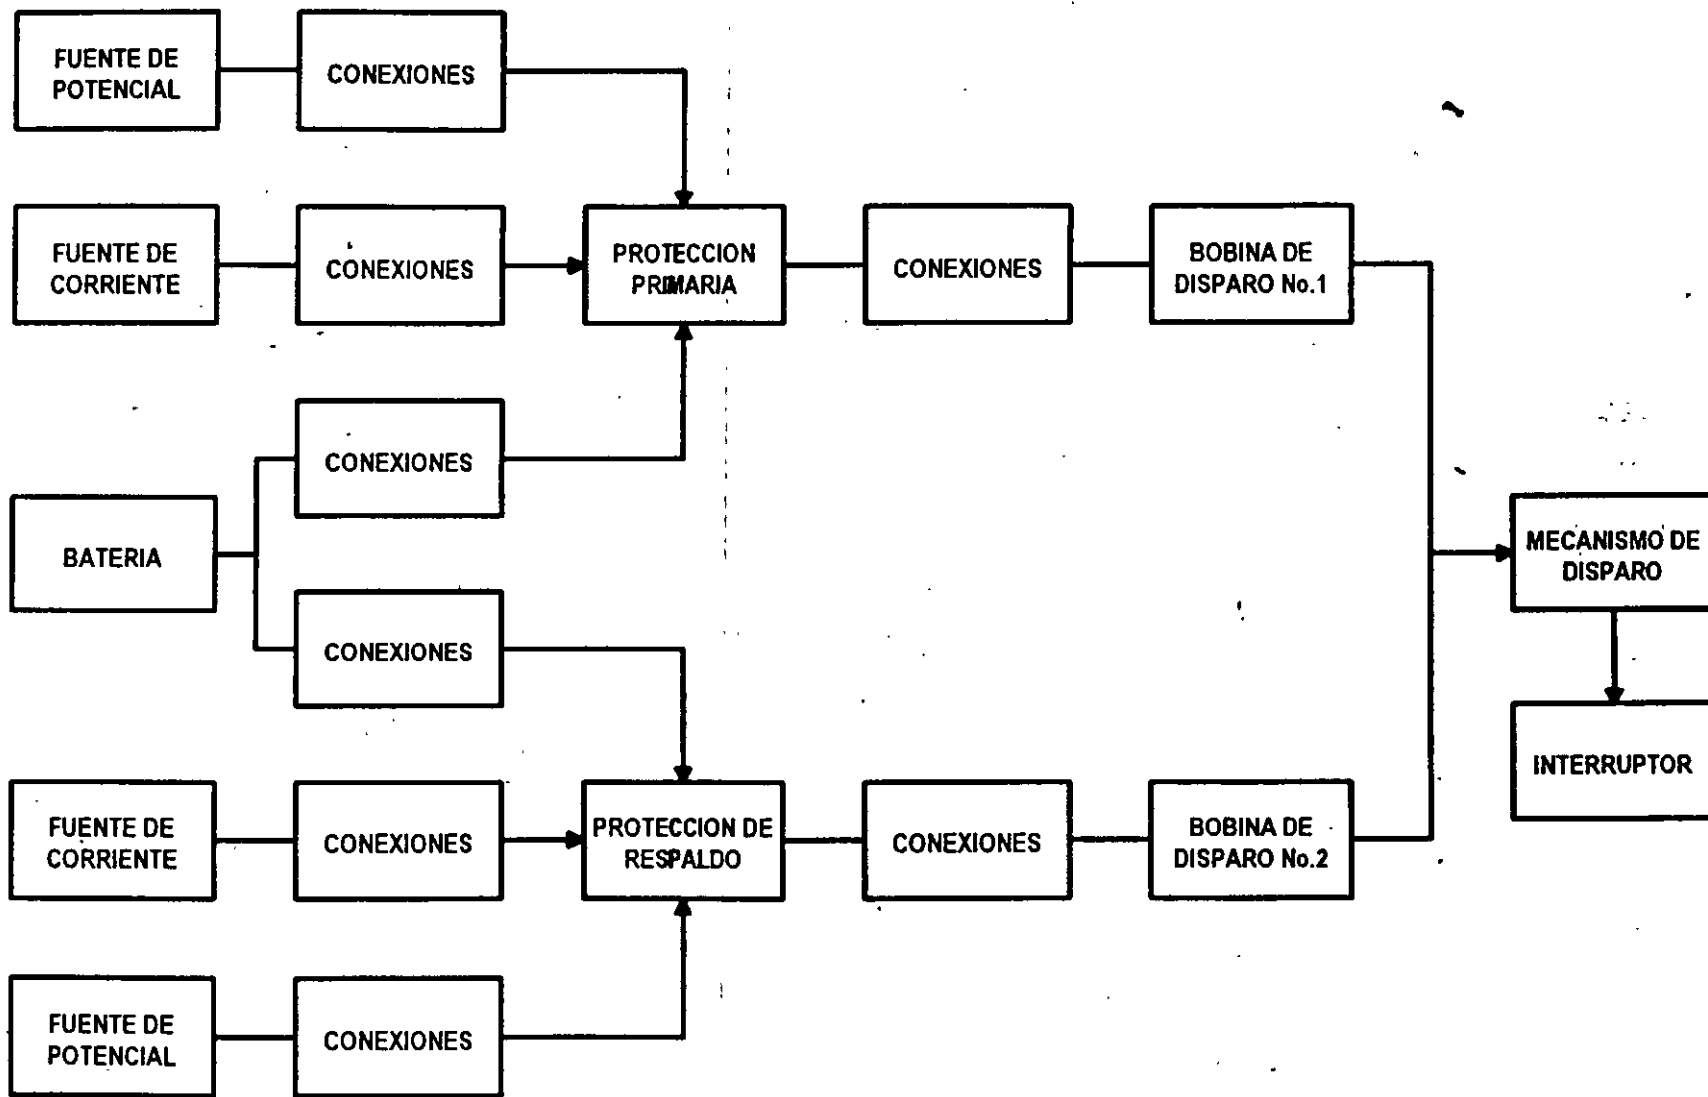 FUENTE DE
POTENCIAL
CONEXIONES
FUENTE DE
CORRIENTE
CONEXIONES
PROTECCION
PRIMARIA
CONEXIONES
BOBINA DE
DISPARO No.1
CONEXIONES
BATERIA
MECANISMO DE
DISPARO
CONEXIONES
INTERRUPTOR
FUENTE DE
CORRIENTE
CONEXIONES
PROTECCION DE
RESPALDO
CONEXIONES
BOBINA DE
DISPARO No.2
FUENTE DE
POTENCIAL
CONEXIONES